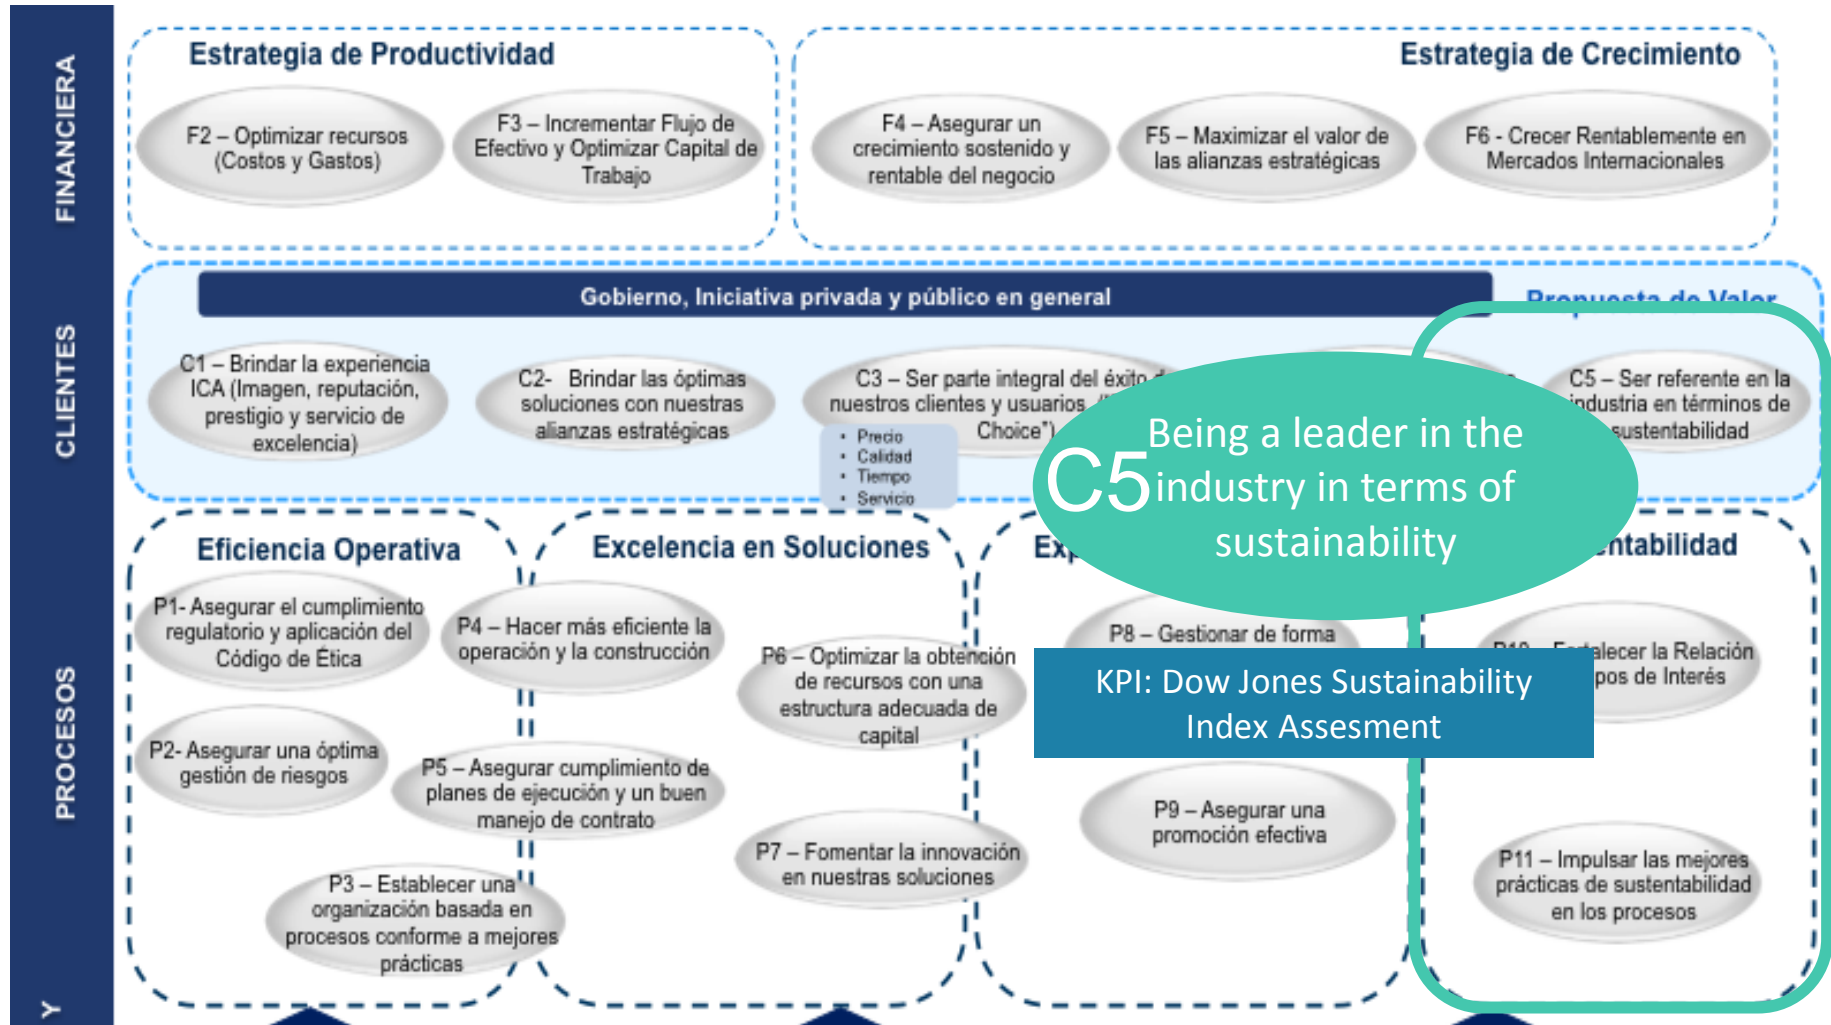 FINANCIERA
Estrategia de Productividad
F2 – Optimizar recursos
(Costos y Gastos)
F3 – Incrementar Flujo de
Efectivo y Optimizar Capital de
Trabajo
Estrategia de Crecimiento
F4 – Asegurar un
crecimiento sostenido y
rentable del negocio
F5 – Maximizar el valor de
las alianzas estratégicas
F6 - Crecer Rentablemente en
Mercados Internacionales
CLIENTES
Gobierno, Iniciativa privada y público en general
Propuesta de Valor
C1 – Brindar la experiencia
ICA (Imagen, reputación,
prestigio y servicio de
excelencia)
C2- Brindar las óptimas
soluciones con nuestras
alianzas estratégicas
C3 – Ser parte integral del éxito
nuestros clientes y usuarios
Choice")
• Precio
• Calidad
• Tiempo
• Servicio
C5 – Ser referente en la
industria en términos de
sustentabilidad
C5
Being a leader in the
industry in terms of
sustainability
PROCESOS
Eficiencia Operativa
P1- Asegurar el cumplimiento
regulatorio y aplicación del
Código de Ética
P2- Asegurar una óptima
gestión de riesgos
P3 – Establecer una
organización basada en
procesos conforme a mejores
prácticas
Excelencia en Soluciones
P4 – Hacer más eficiente la
operación y la construcción
P5 – Asegurar cumplimiento de
planes de ejecución y un buen
manejo de contrato
P6 – Optimizar la obtención
de recursos con una
estructura adecuada de
capital
P7 – Fomentar la innovación
en nuestras soluciones
P8 – Gestionar de forma
KPI: Dow Jones Sustainability
Index Assesment
P9 – Asegurar una
promoción efectiva
la Relación
de Interés
P11 – Impulsar las mejores
prácticas de sustentabilidad
en los procesos
Y